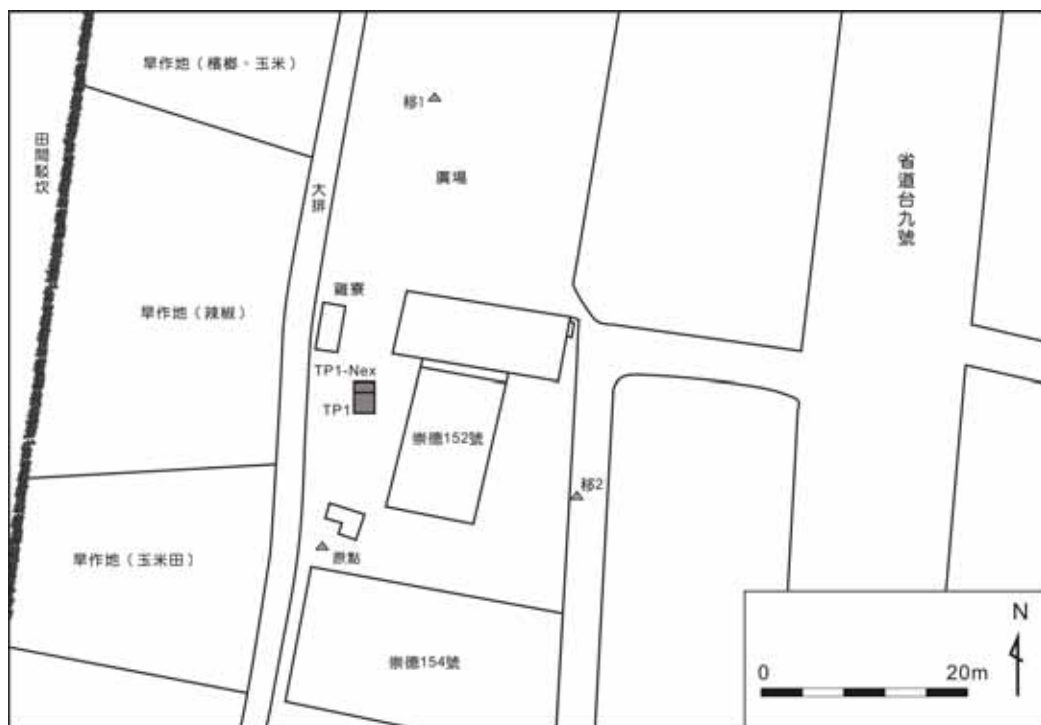 旱作地（檳榔、玉米）
移1
田間駁坎
大排
廣場
省道台九號
雞寮
旱作地（辣椒）
TP1-Nex
TP1
崇德152號
移2
旱作地（玉米田）
原點
崇德154號
N
0 20m